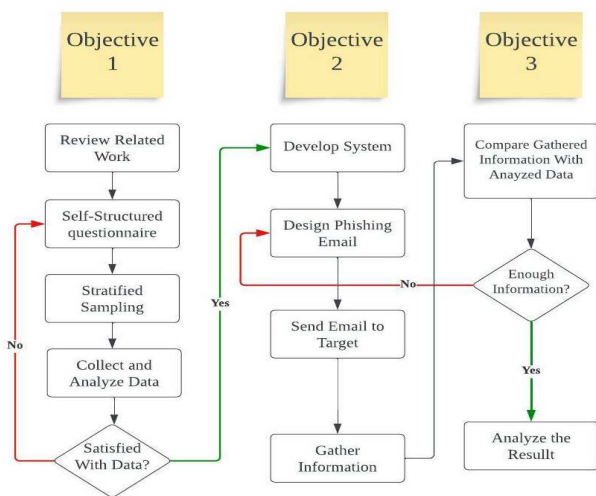 Objective
1
Review Related
Work
Self-Structured
questionnaire
Stratified
Sampling
Collect and
Analyze Data
Satisfied
With Data?
No
Yes
Objective
2
Develop System
Design Phishing
Email
Send Email to
Target
Gather
Information
Objective
3
Compare Gathered
Information With
Anayzed Data
Enough
Information?
No
Yes
Analyze the
Resullt